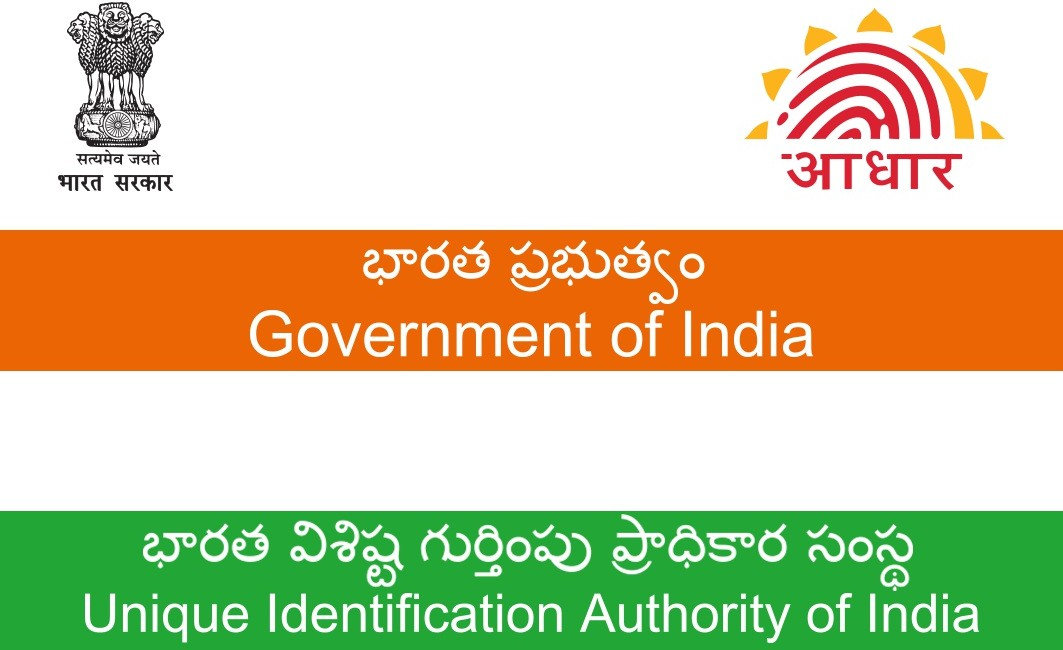 सत्यमेव जयते
भारत सरकार
आधार
భారత ప్రభుత్వం
Government of India
భారత విశిష్ట గుర్తింపు ప్రాధికార సంస్థ
Unique Identification Authority of India